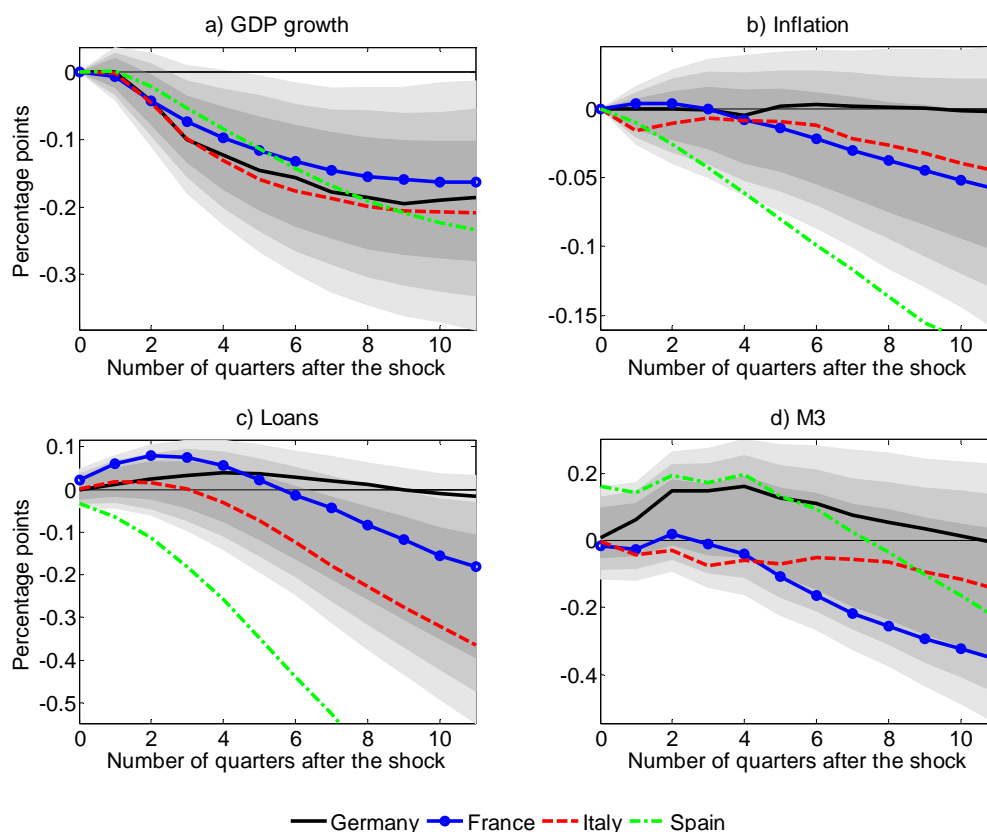 a) GDP growth
Percentage points
0
-0.1
-0.2
-0.3
0 2 4 6 8 10
Number of quarters after the shock
b) Inflation
0
-0.05
-0.1
-0.15
0 2 4 6 8 10
Number of quarters after the shock
c) Loans
Percentage points
0.1
0
-0.1
-0.2
-0.3
-0.4
-0.5
0 2 4 6 8 10
Number of quarters after the shock
d) M3
0.2
0
-0.2
-0.4
0 2 4 6 8 10
Number of quarters after the shock
Germany France Italy Spain